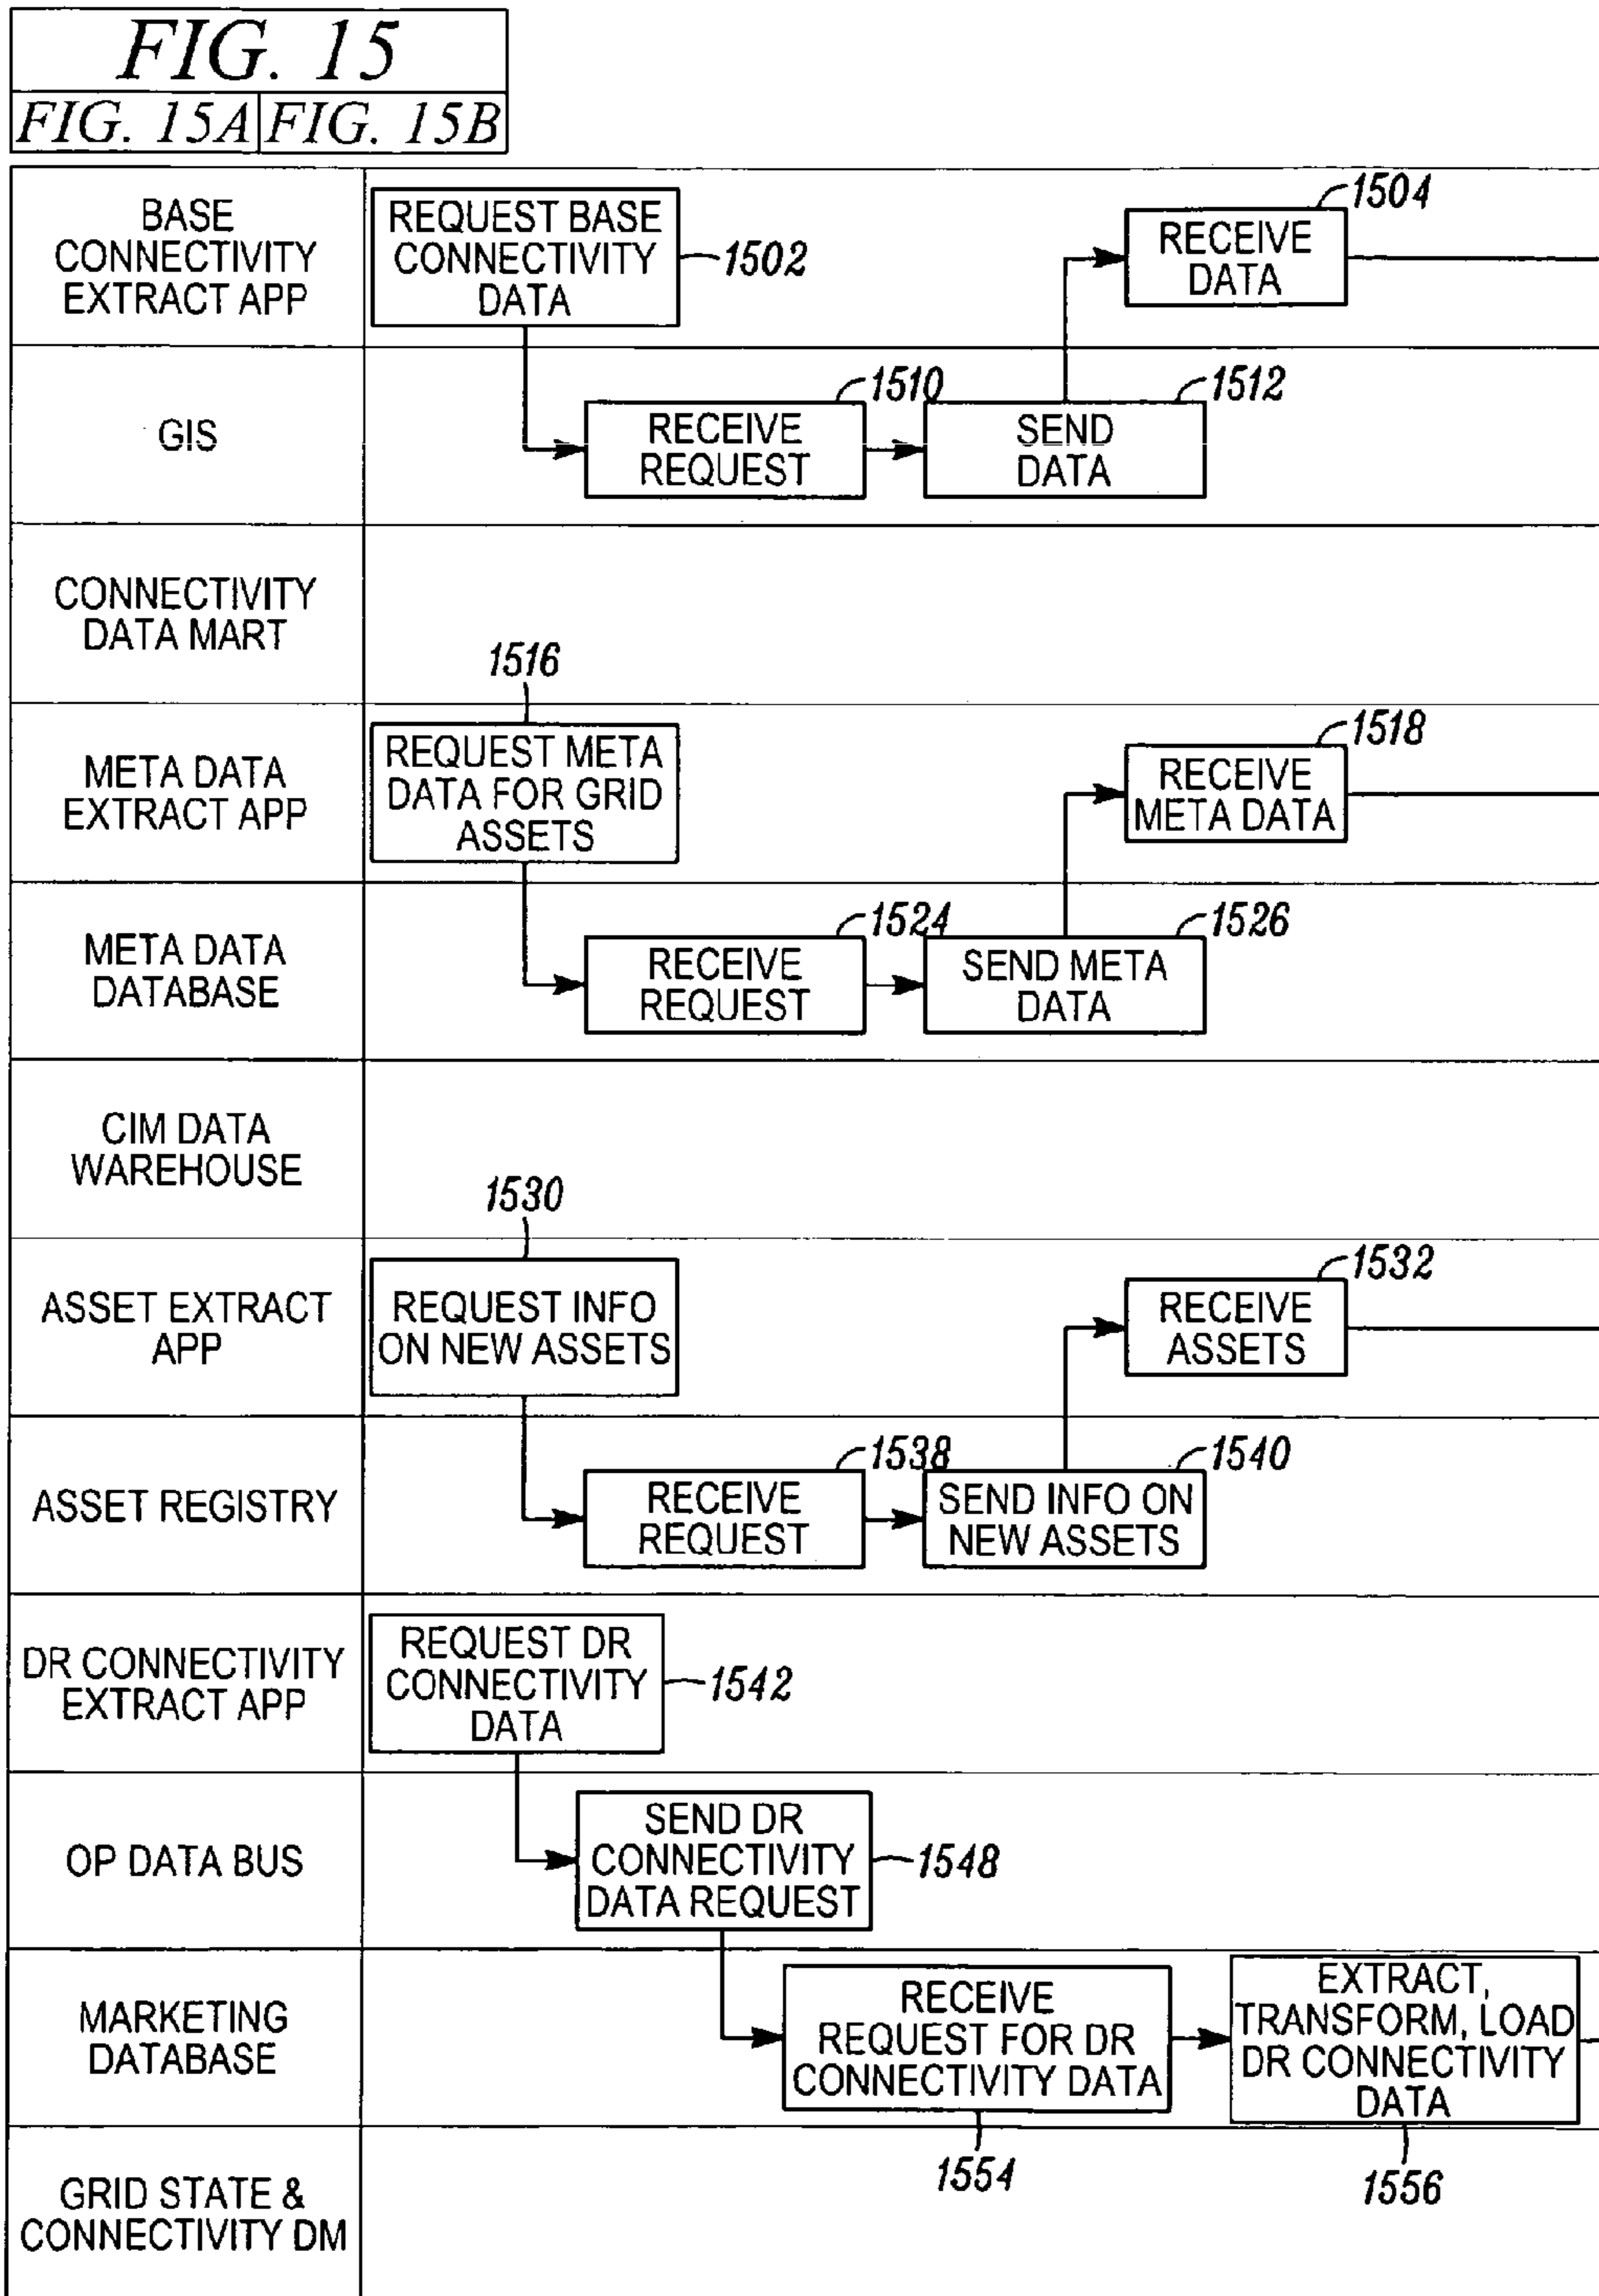 FIG. 15
FIG. 15A FIG. 15B
BASE
CONNECTIVITY
EXTRACT APP
REQUEST BASE
CONNECTIVITY
DATA
1502
1504
RECEIVE
DATA
GIS
1510
RECEIVE
REQUEST
1512
SEND
DATA
CONNECTIVITY
DATA MART
1516
META DATA
EXTRACT APP
REQUEST META
DATA FOR GRID
ASSETS
1518
RECEIVE
META DATA
META DATA
DATABASE
1524
RECEIVE
REQUEST
1526
SEND META
DATA
CIM DATA
WAREHOUSE
1530
ASSET EXTRACT
APP
REQUEST INFO
ON NEW ASSETS
1532
RECEIVE
ASSETS
ASSET REGISTRY
1538
RECEIVE
REQUEST
1540
SEND INFO ON
NEW ASSETS
DR CONNECTIVITY
EXTRACT APP
REQUEST DR
CONNECTIVITY
DATA
1542
OP DATA BUS
SEND DR
CONNECTIVITY
DATA REQUEST
1548
MARKETING
DATABASE
RECEIVE
REQUEST FOR DR
CONNECTIVITY DATA
1554
EXTRACT,
TRANSFORM, LOAD
DR CONNECTIVITY
DATA
1556
GRID STATE &
CONNECTIVITY DM